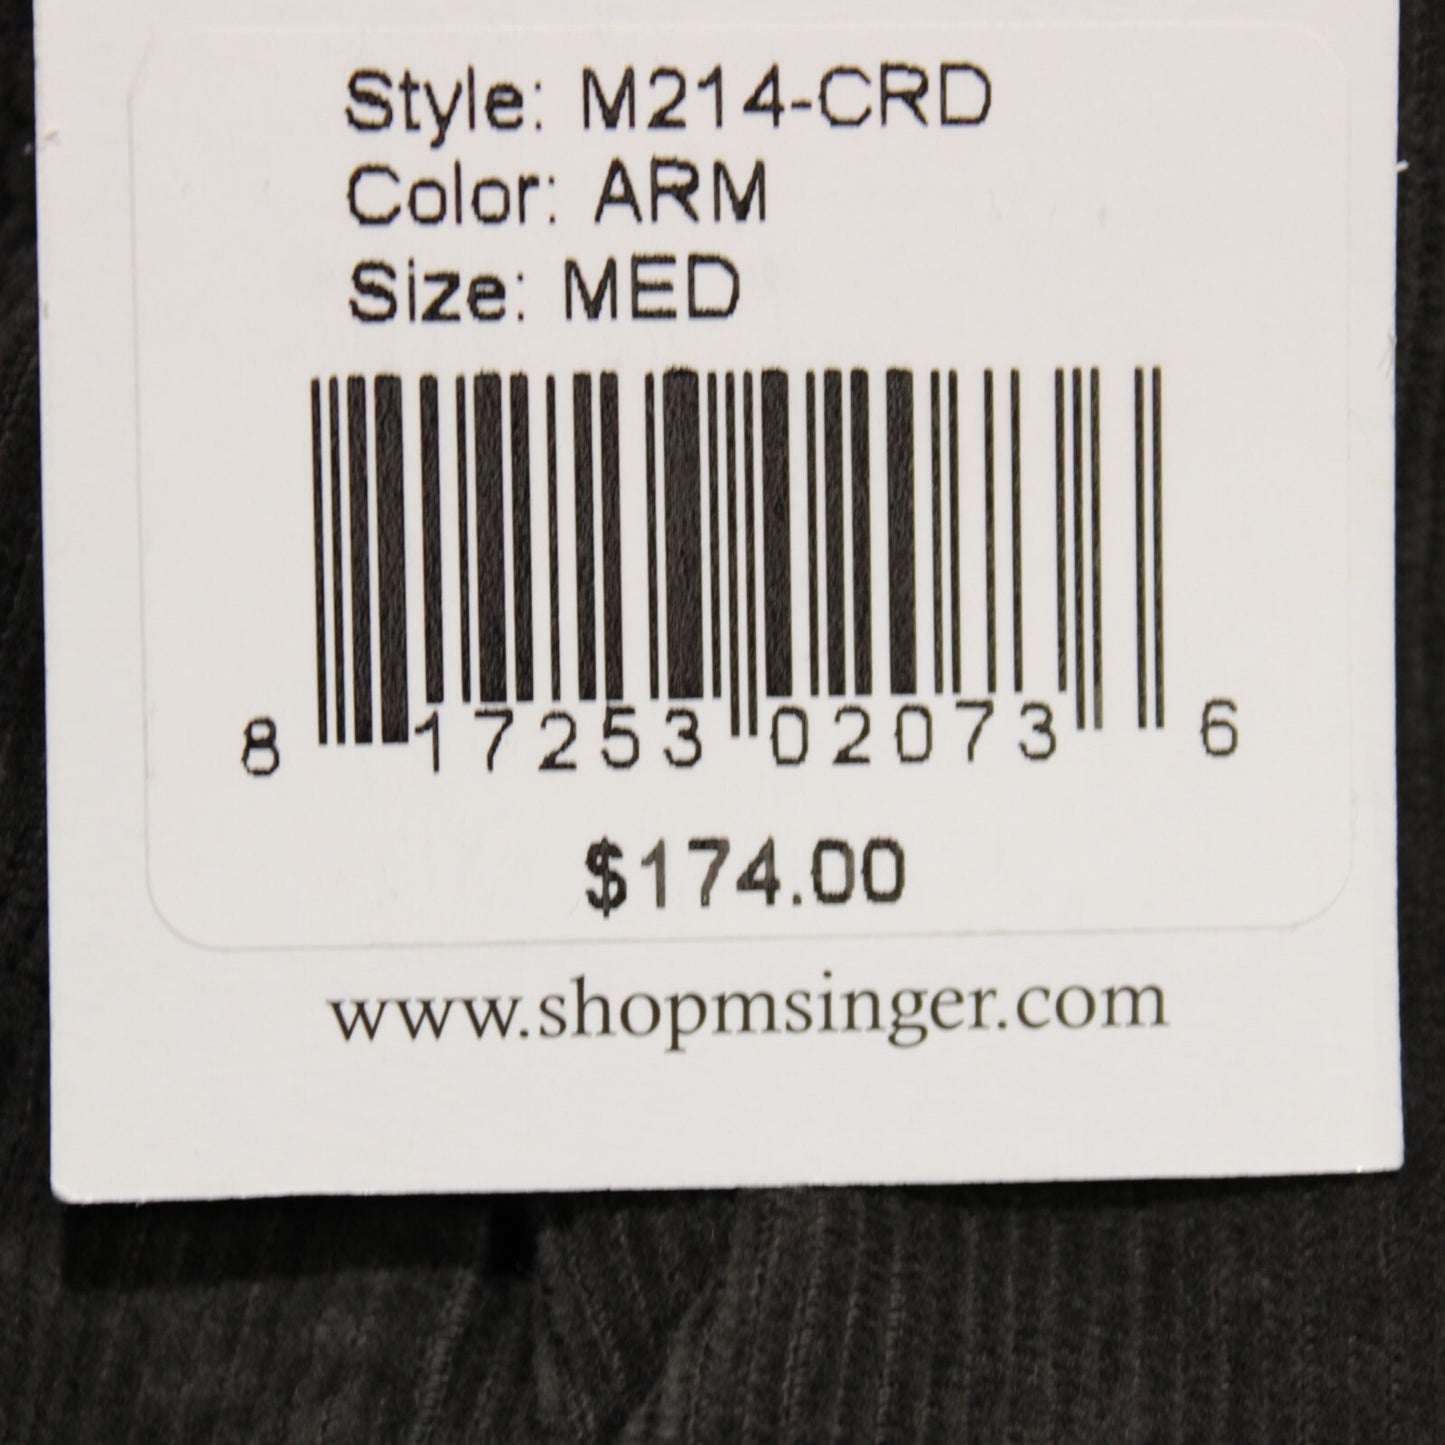 Style: M214-CRD
Color: ARM
Size: MED
8 17253 02073 6
$174.00
www.shopmsinger.com